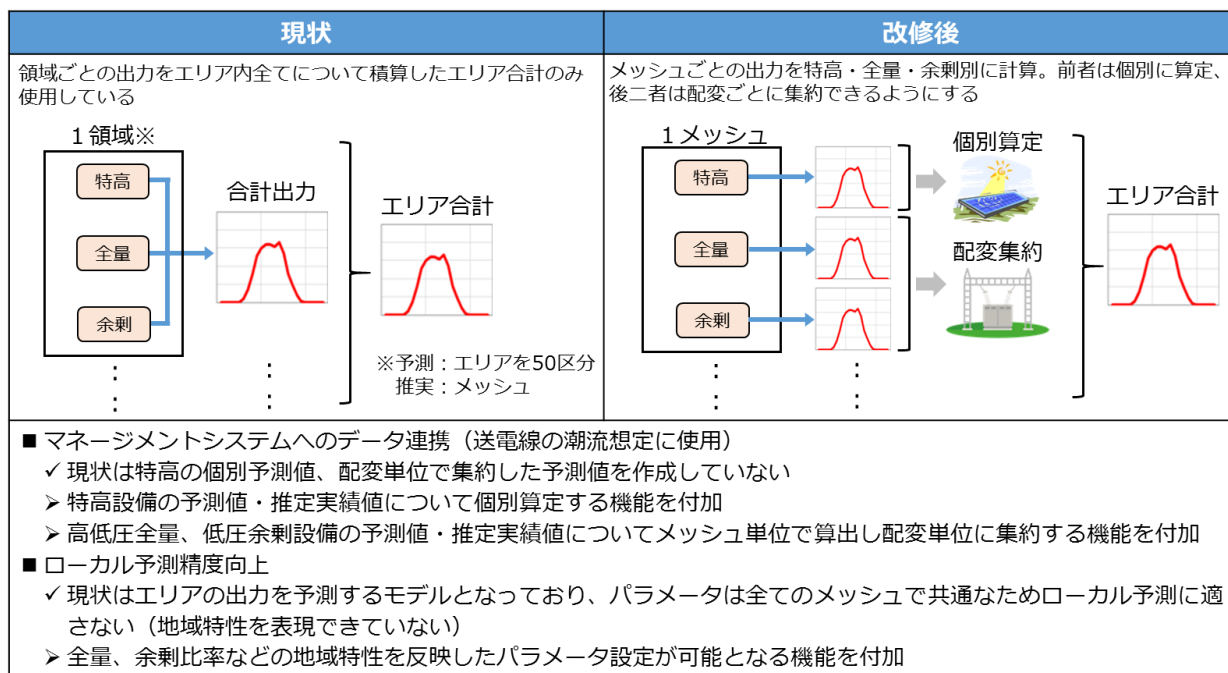 現状
改修後
領域ごとの出力をエリア内全てについて積算したエリア合計のみ
使用している
メッシュごとの出力を特高・全量・余剰別に計算。前者は個別に算定、
後二者は配変ごとに集約できるようにする
１領域※
特高
全量
余剰
合計出力
エリア合計
※予測：エリアを50区分
推実：メッシュ
１メッシュ
特高
全量
余剰
個別算定
配変集約
エリア合計
■ マネージメントシステムへのデータ連携（送電線の潮流想定に使用）
✓ 現状は特高の個別予測値、配変単位で集約した予測値を作成していない
➢ 特高設備の予測値・推定実績値について個別算定する機能を付加
➢ 高低圧全量、低圧余剰設備の予測値・推定実績値についてメッシュ単位で算出し配変単位に集約する機能を付加
■ ローカル予測精度向上
✓ 現状はエリアの出力を予測するモデルとなっており、パラメータは全てのメッシュで共通なためローカル予測に適
さない（地域特性を表現できていない）
➢ 全量、余剰比率などの地域特性を反映したパラメータ設定が可能となる機能を付加